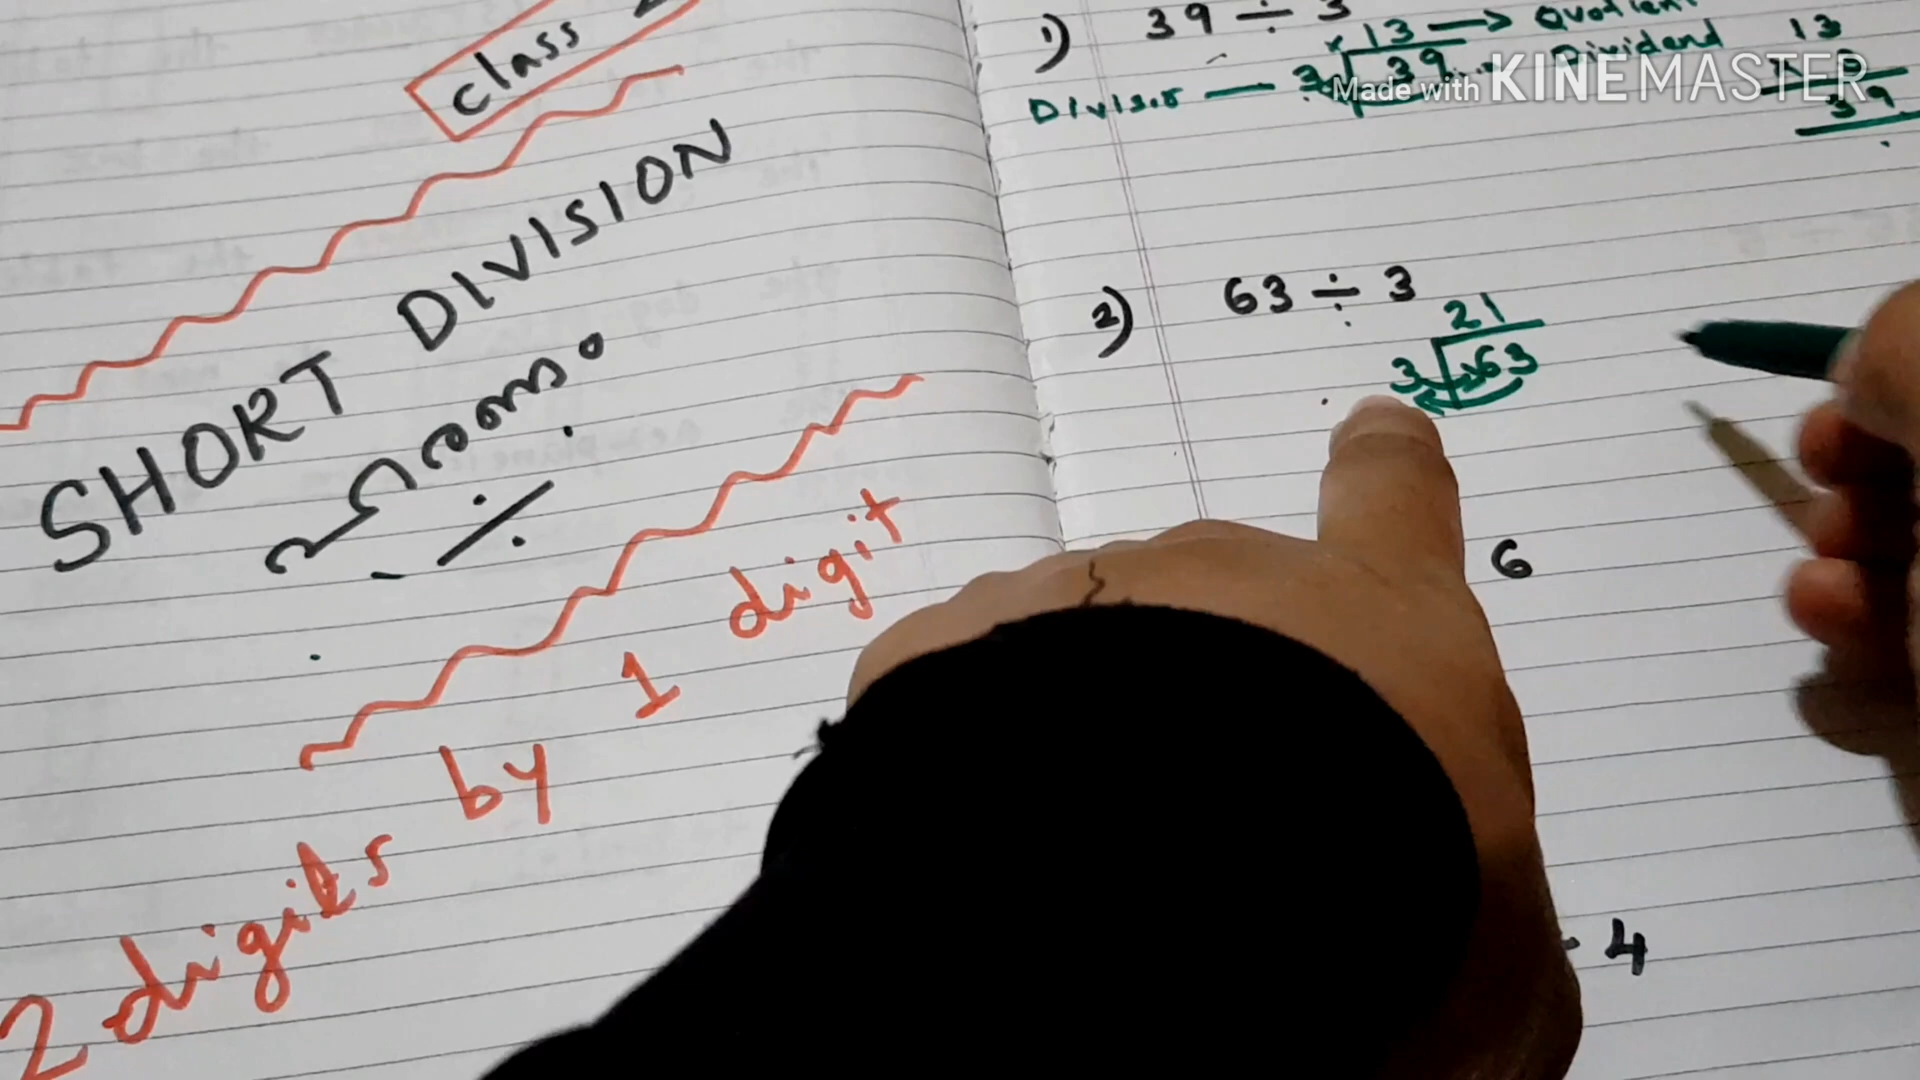 class
SHORT DIVISION
ഹരണം
÷
2 digits by 1 digit
1) 39 ÷ 3
13 → Quotient
3 39 Dividend
Divisor
13
39
Made with KINEMASTER
2) 63 ÷ 3
21
3 63
6
4